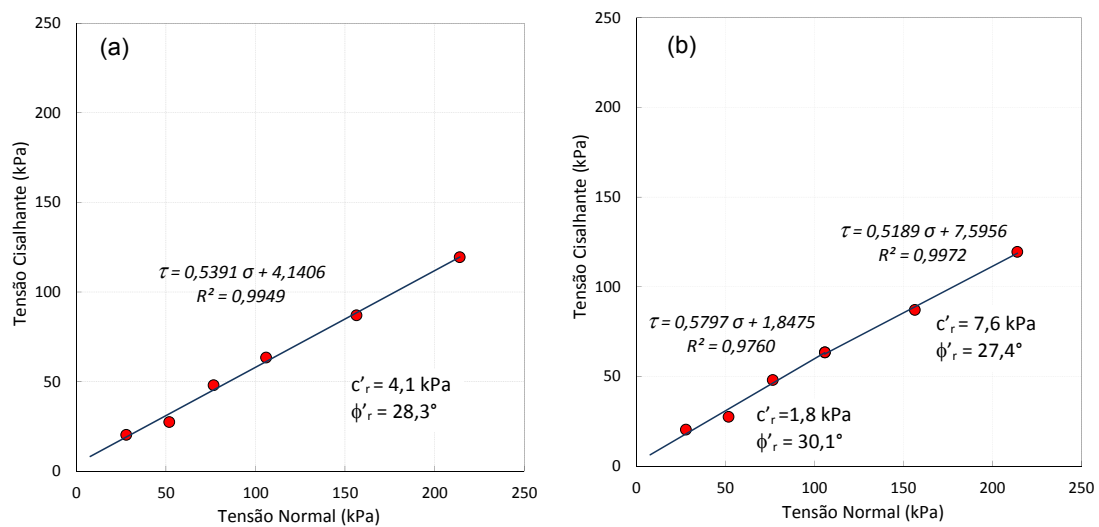 (a)
250
200
150
100
50
0
Tensão Cisalhante (kPa)
τ = 0,5391 σ + 4,1406
R² = 0,9949
c'r = 4,1 kPa
ϕ'r = 28,3°
0 50 100 150 200 250
Tensão Normal (kPa)
(b)
250
200
150
100
50
0
Tensão Cisalhante (kPa)
τ = 0,5189 σ + 7,5956
R² = 0,9972
τ = 0,5797 σ + 1,8475
R² = 0,9760
c'r = 7,6 kPa
ϕ'r = 27,4°
c'r =1,8 kPa
ϕ'r = 30,1°
0 50 100 150 200 250
Tensão Normal (kPa)